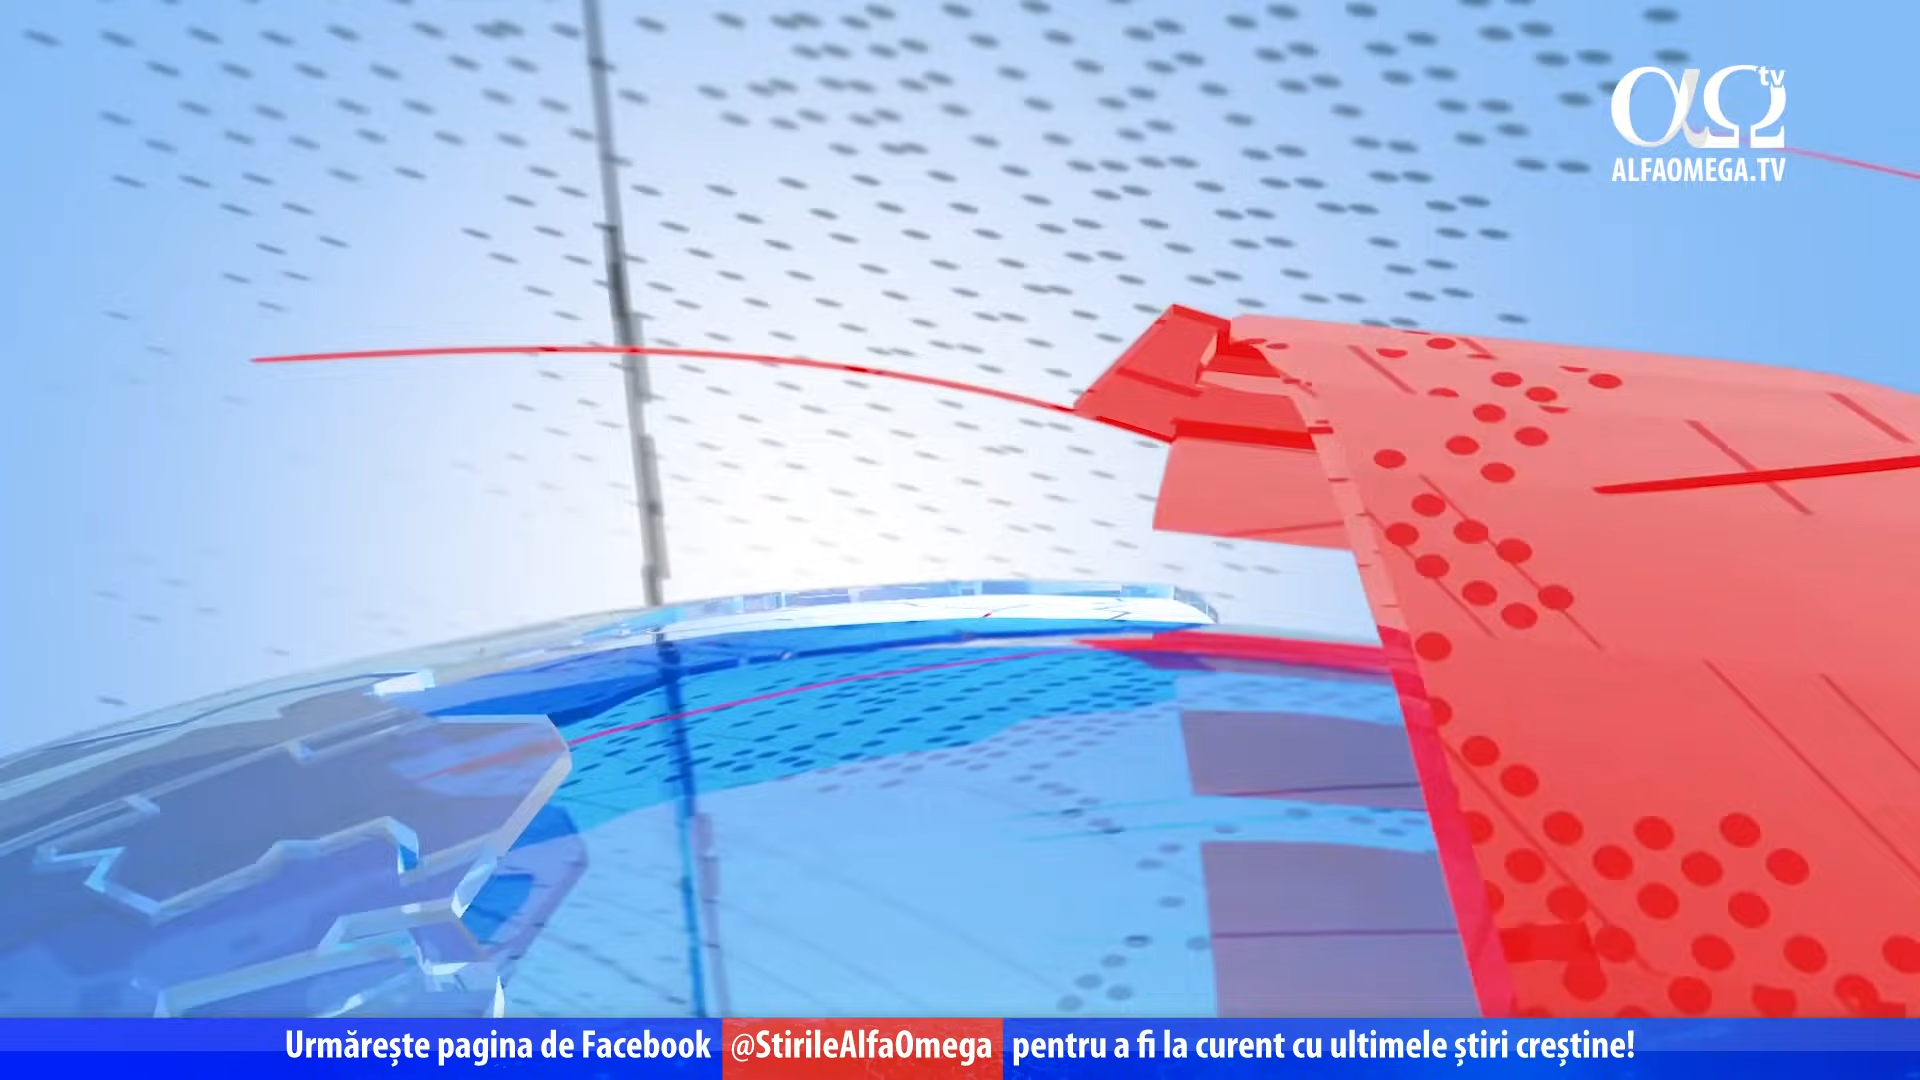 αΩ tv
ALFAOMEGA.TV
Urmărește pagina de Facebook @StirileAlfaOmega pentru a fi la curent cu ultimele știri creștine!